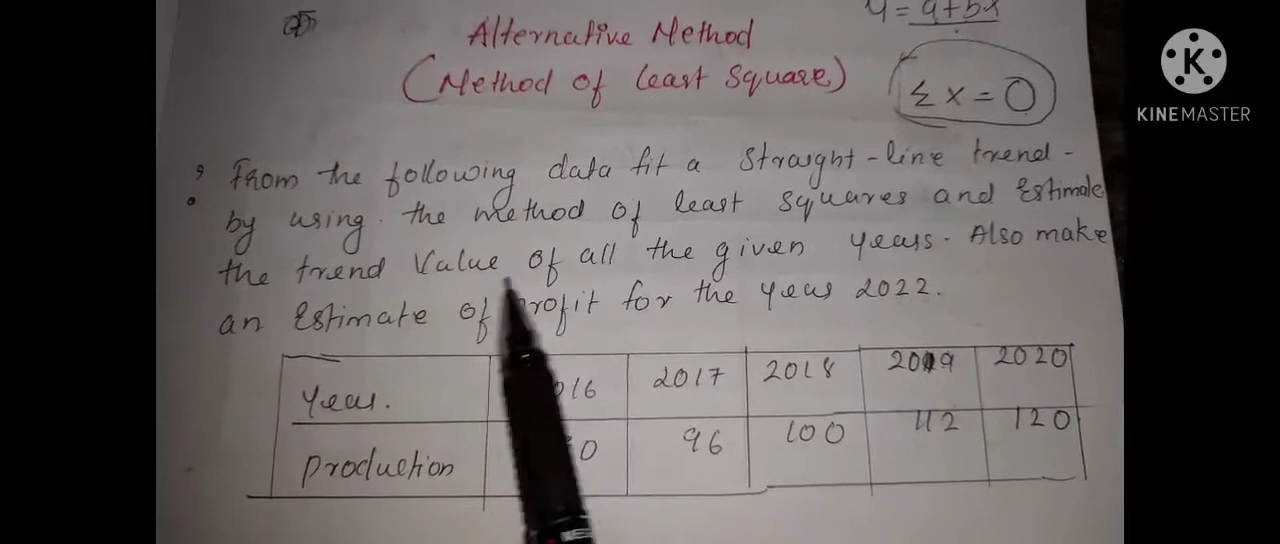 y = a+bx
Alternative Method
(Method of Least Square)
Σ x = 0
K
KINEMASTER
From the following data fit a straight-line trend-
by using. the method of least squares and Estimate
the trend Value of all the given years. Also make
an Estimate of profit for the year 2022.
Year. 2017 2018 2019 2020
Production 96 100 112 120